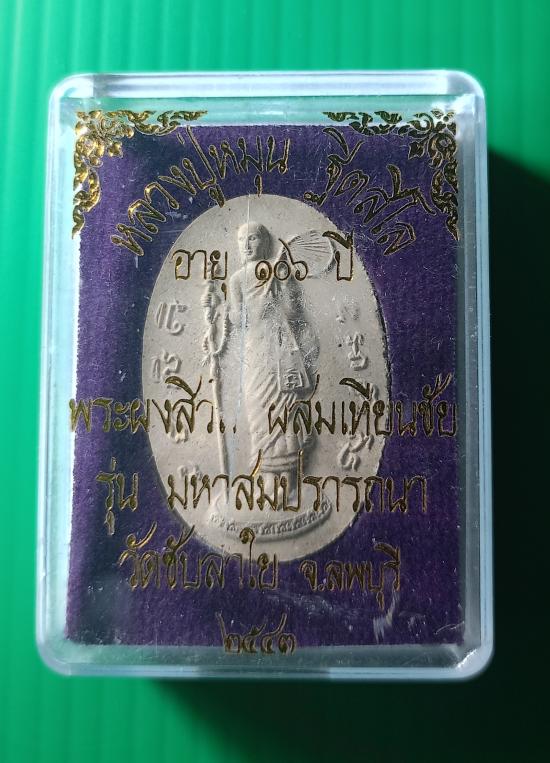 หลวงปู่หมุน ฐิตสีโล
อายุ ๑๐๖ ปี
พระผงสิวลี ผสมเทียนชัย
รุ่น มหาสมปรารถนา
วัดซับลำใย จ.ลพบุรี
๒๕๔๓